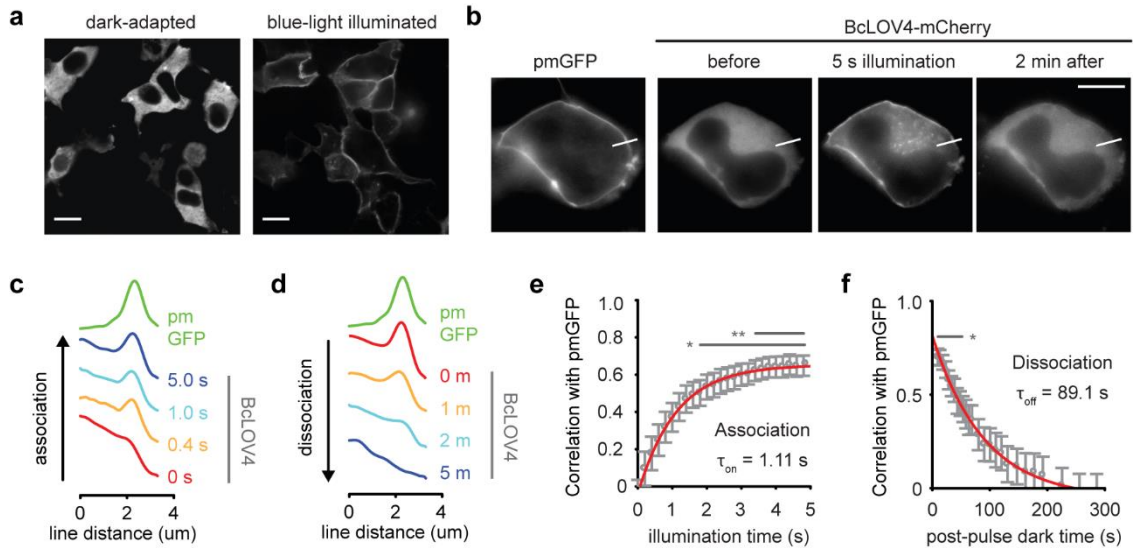 a
dark-adapted
blue-light illuminated
b
BcLOV4-mCherry
pmGFP
before
5 s illumination
2 min after
c
association
pm
GFP
5.0 s
1.0 s
0.4 s
0 s
BcLOV4
0
2
4
line distance (um)
d
dissociation
pm
GFP
0 m
1 m
2 m
5 m
BcLOV4
0
2
4
line distance (um)
e
Correlation with pmGFP
1.0
0.8
0.6
0.4
0.2
0
*
**
Association
τon = 1.11 s
0 1 2 3 4 5
illumination time (s)
f
Correlation with pmGFP
1.0
0.5
0
*
Dissociation
τoff = 89.1 s
0 100 200 300
post-pulse dark time (s)